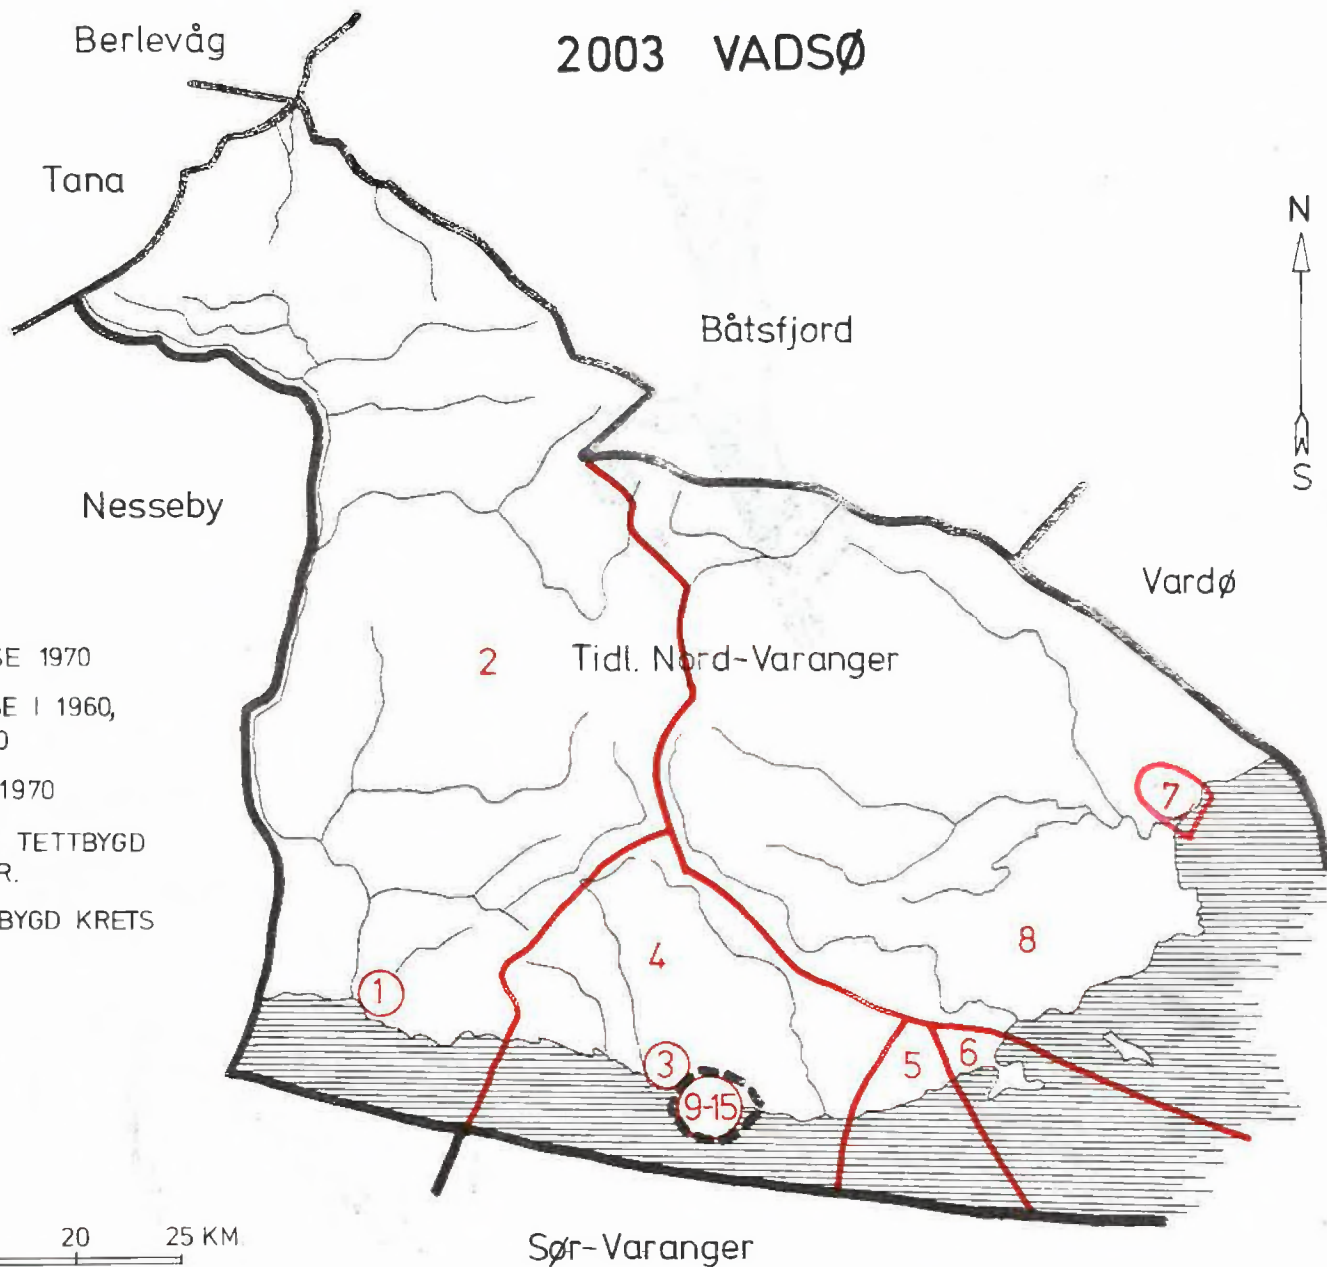 2003 VADSØ
Berlevåg
Tana
N
Båtsfjord
S
Nesseby
Vardø
1970
I 1960,
2
Tidl. Nord-Varanger
1970
7
TETTBYGD
R.
BYGD KRETS
8
4
1
3
5
6
9-15
20 25 KM
Sør-Varanger